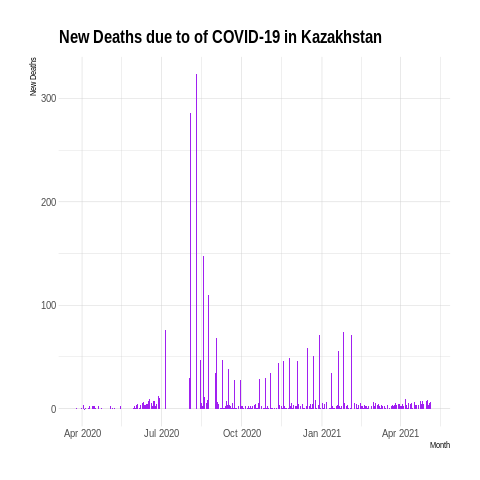 New Deaths due to of COVID-19 in Kazakhstan
New Deaths
300
200
100
0
Apr 2020 Jul 2020 Oct 2020 Jan 2021 Apr 2021
Month